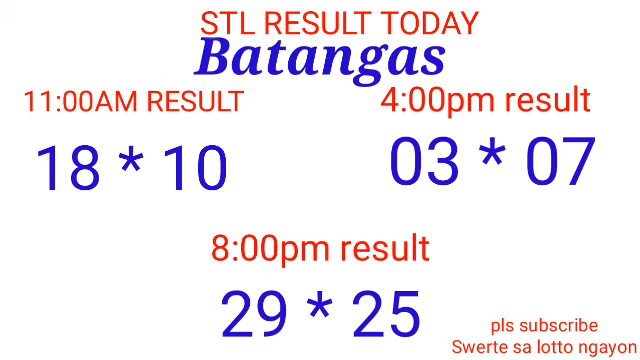 STL RESULT TODAY
Batangas
11:00AM RESULT
18 * 10
4:00pm result
03 * 07
8:00pm result
29 * 25
pls subscribe
Swerte sa lotto ngayon